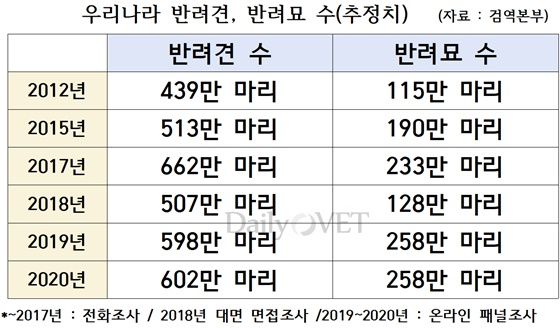 우리나라 반려견, 반려묘 수(추정치) (자료 : 검역본부)
반려견 수 반려묘 수
2012년 439만 마리 115만 마리
2015년 513만 마리 190만 마리
2017년 662만 마리 233만 마리
2018년 507만 마리 128만 마리
DailyVET
2019년 598만 마리 258만 마리
2020년 602만 마리 258만 마리
*~2017년 : 전화조사 / 2018년 대면 면접조사 /2019~2020년 : 온라인 패널조사